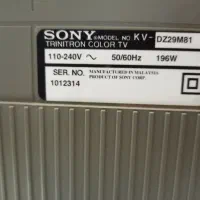 SONY ® MODEL NO. KV-DZ29M81
TRINITRON COLOR TV
110-240V ~ 50/60Hz 196W
SER. NO.
1012314
MANUFACTURED IN MALAYSIA
PRODUCT OF SONY CORP.